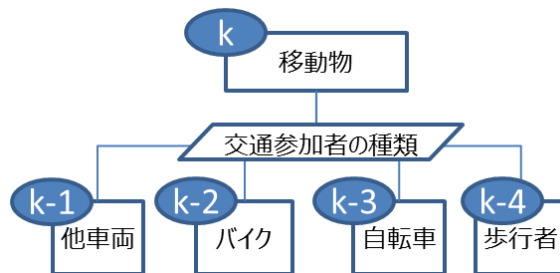 k
移動物
交通参加者の種類
k-1
他車両
k-2
バイク
k-3
自転車
k-4
歩行者